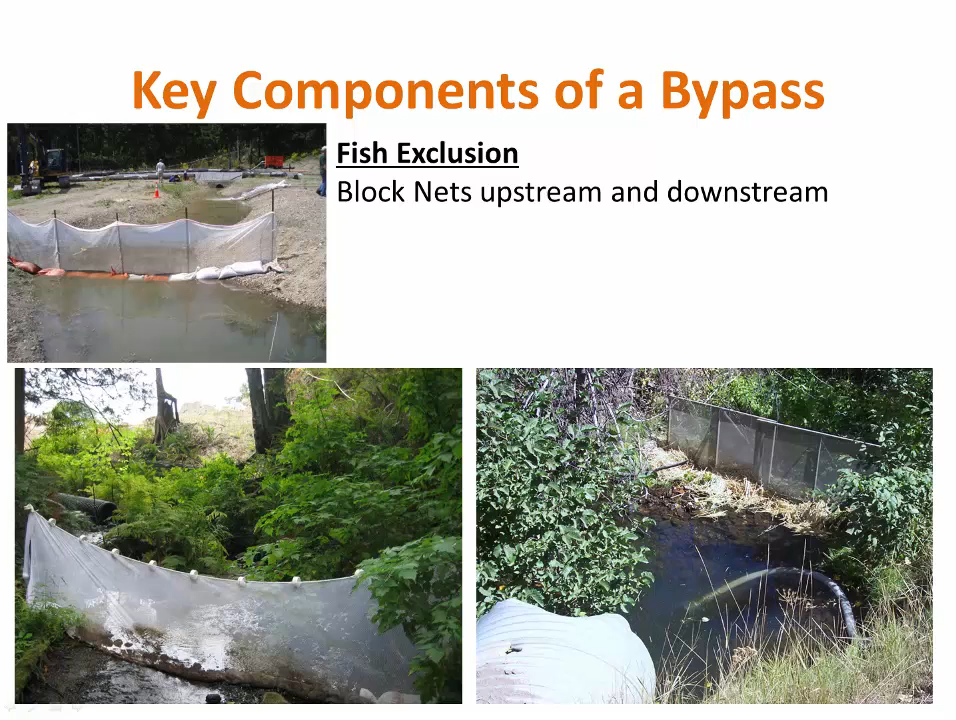 Key Components of a Bypass
Fish Exclusion
Block Nets upstream and downstream